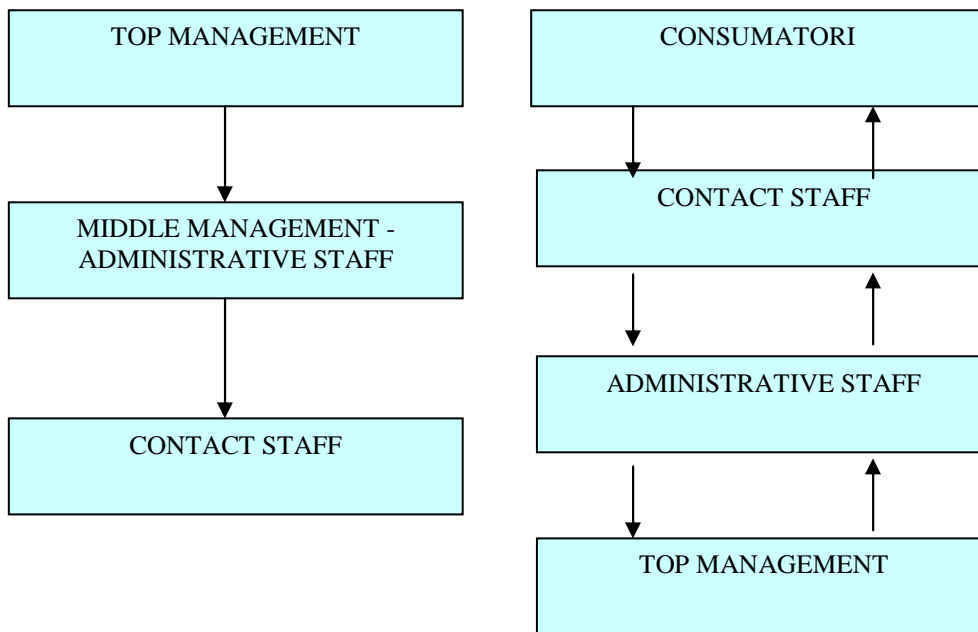 TOP MANAGEMENT
MIDDLE MANAGEMENT -
ADMINISTRATIVE STAFF
CONTACT STAFF
CONSUMATORI
CONTACT STAFF
ADMINISTRATIVE STAFF
TOP MANAGEMENT